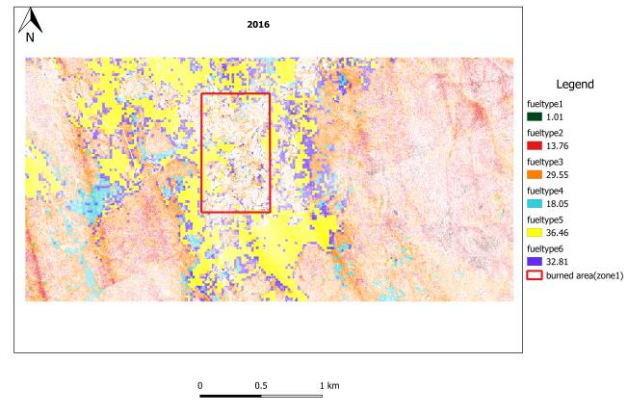 N
2016
Legend
fueltype1
1.01
fueltype2
13.76
fueltype3
29.55
fueltype4
18.05
fueltype5
36.46
fueltype6
32.81
burned area(zone1)
0 0.5 1 km